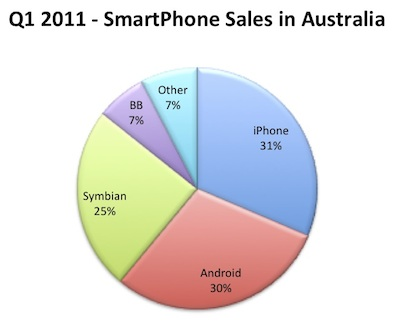 Q1 2011 - SmartPhone Sales in Australia
Other
7%
BB
7%
iPhone
31%
Symbian
25%
Android
30%